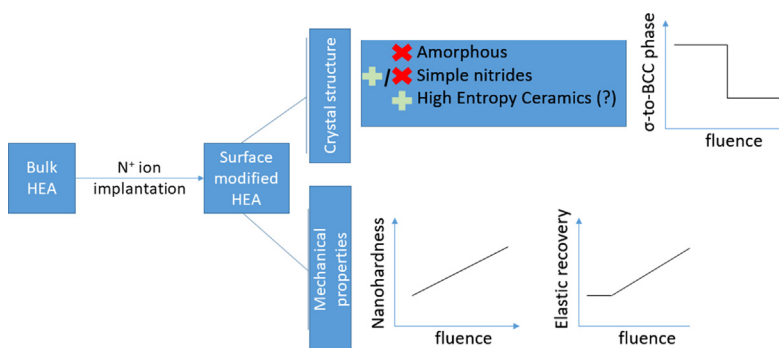 Bulk
HEA
N⁺ ion
implantation
Surface
modified
HEA
Crystal structure
Amorphous
/ Simple nitrides
High Entropy Ceramics (?)
σ-to-BCC phase
fluence
Mechanical
properties
Nanohardness
fluence
Elastic recovery
fluence